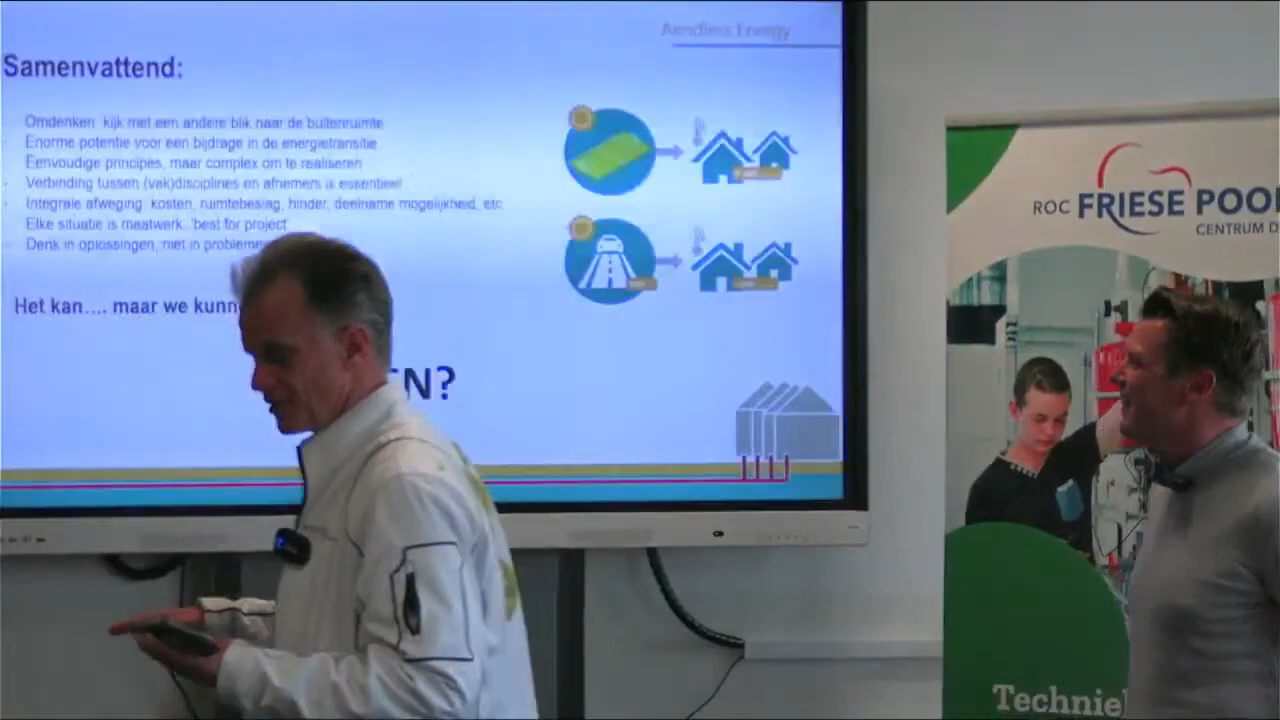 Aendless Energy
Samenvattend:
Omdenken: kijk met een andere blik naar de buitenruimte
Enorme potentie voor een bijdrage in de energietransitie
Eenvoudige principes, maar complex om te realiseren
Verbinding tussen (vak)disciplines en afnemers is essentieel
Integrale afweging: kosten, ruimtebeslag, hinder, deelname mogelijkheid, etc
Elke situatie is maatwerk. 'best for project'
Denk in oplossingen, niet in problemen
Het kan.... maar we kunn
EN?
ROC FRIESE POO
CENTRUM D
Technie